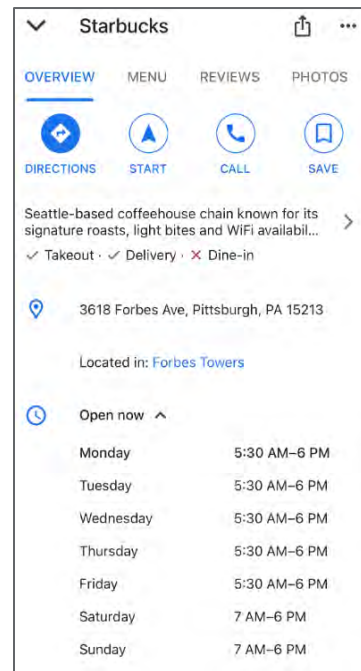 Starbucks
OVERVIEW MENU REVIEWS PHOTOS
DIRECTIONS START CALL SAVE
Seattle-based coffeehouse chain known for its
signature roasts, light bites and WiFi availabil...
✓ Takeout · ✓ Delivery · ✕ Dine-in
3618 Forbes Ave, Pittsburgh, PA 15213
Located in: Forbes Towers
Open now
Monday 5:30 AM–6 PM
Tuesday 5:30 AM–6 PM
Wednesday 5:30 AM–6 PM
Thursday 5:30 AM–6 PM
Friday 5:30 AM–6 PM
Saturday 7 AM–6 PM
Sunday 7 AM–6 PM